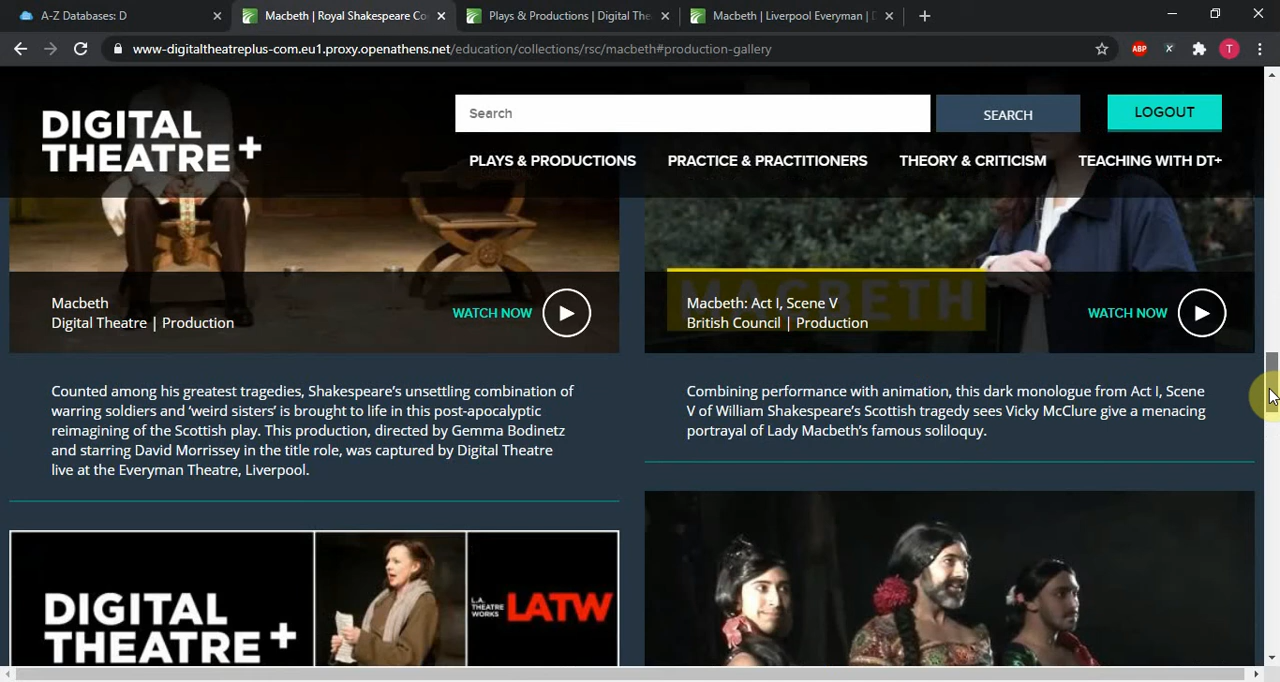 A-Z Databases: D
Macbeth | Royal Shakespeare Co
Plays & Productions | Digital The
Macbeth | Liverpool Everyman | D
www-digitaltheatreplus-com.eu1.proxy.openathens.net/education/collections/rsc/macbeth#production-gallery
ABP
T
DIGITAL
THEATRE+
Search
SEARCH
LOGOUT
PLAYS & PRODUCTIONS
PRACTICE & PRACTITIONERS
THEORY & CRITICISM
TEACHING WITH DT+
Macbeth
Digital Theatre | Production
WATCH NOW
MACBETH
Macbeth: Act I, Scene V
British Council | Production
WATCH NOW
Counted among his greatest tragedies, Shakespeare's unsettling combination of
warring soldiers and 'weird sisters' is brought to life in this post-apocalyptic
reimagining of the Scottish play. This production, directed by Gemma Bodinetz
and starring David Morrissey in the title role, was captured by Digital Theatre
live at the Everyman Theatre, Liverpool.
Combining performance with animation, this dark monologue from Act I, Scene
V of William Shakespeare's Scottish tragedy sees Vicky McClure give a menacing
portrayal of Lady Macbeth's famous soliloquy.
DIGITAL
THEATRE+
L.A.
THEATRE
WORKS
LATW